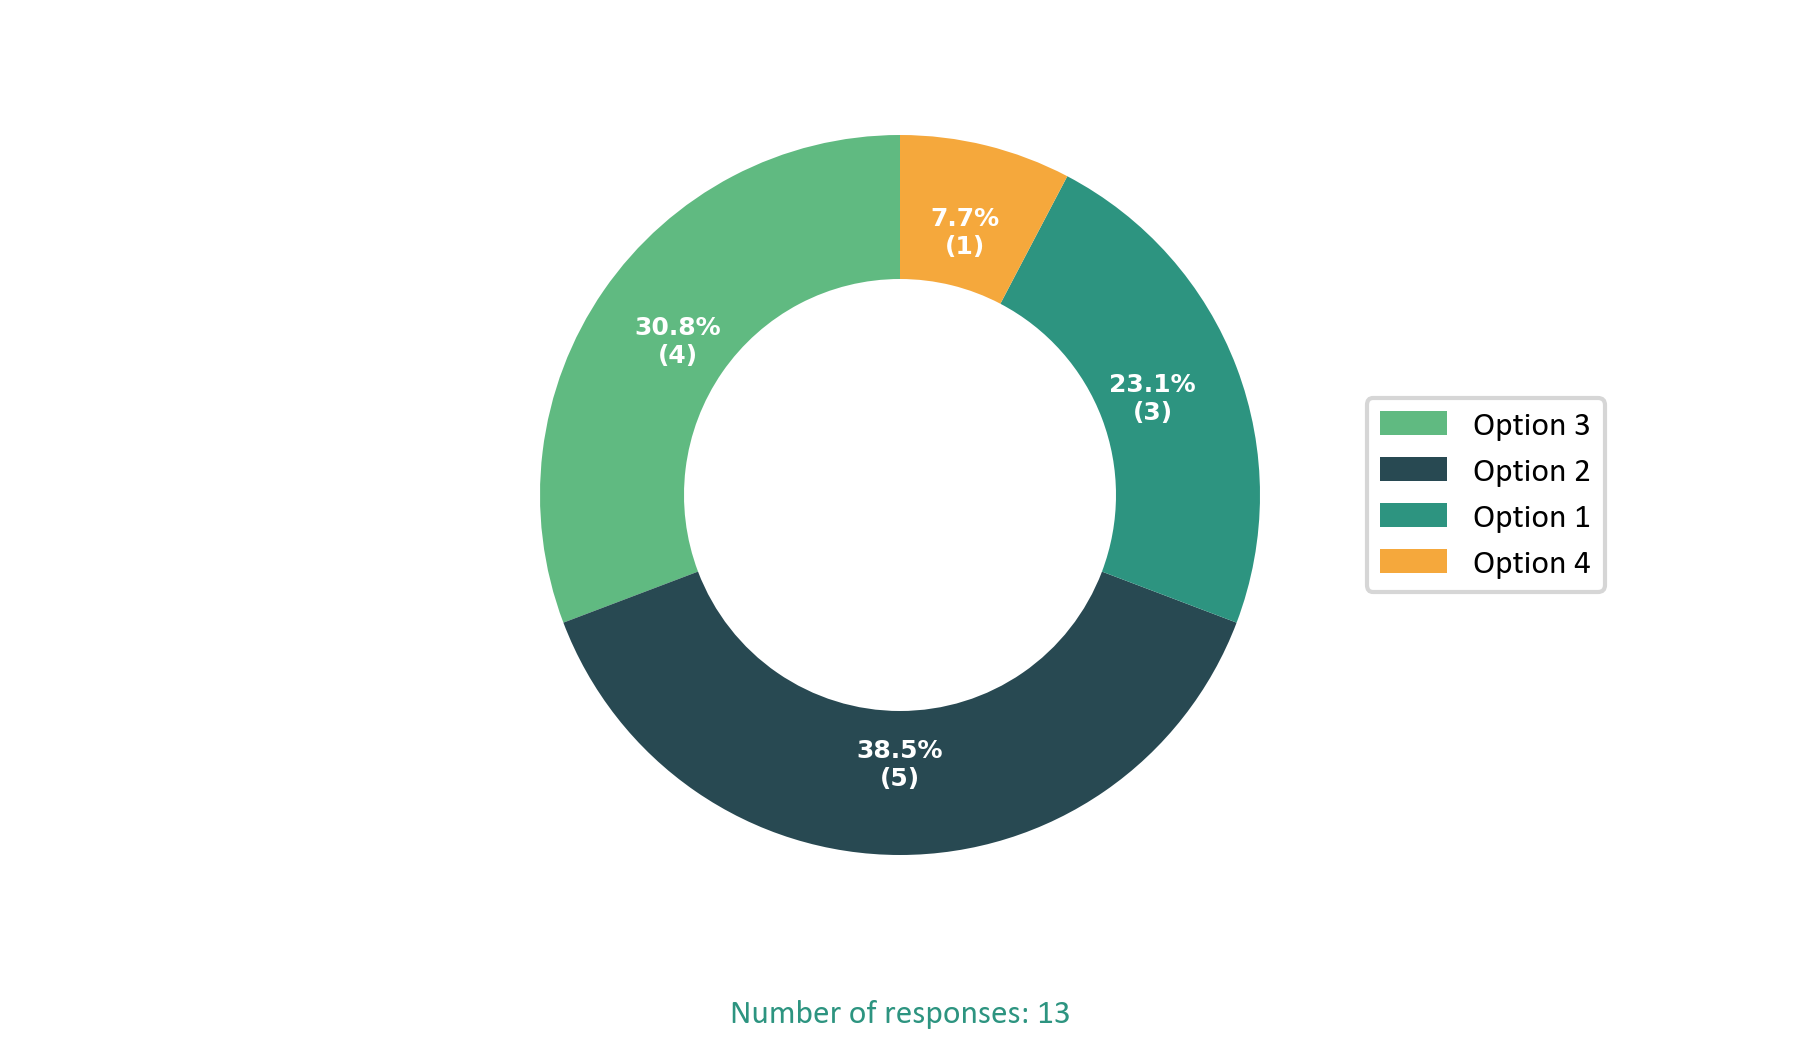 7.7%
(1)
30.8%
(4)
23.1%
(3)
38.5%
(5)
Option 3
Option 2
Option 1
Option 4
Number of responses: 13